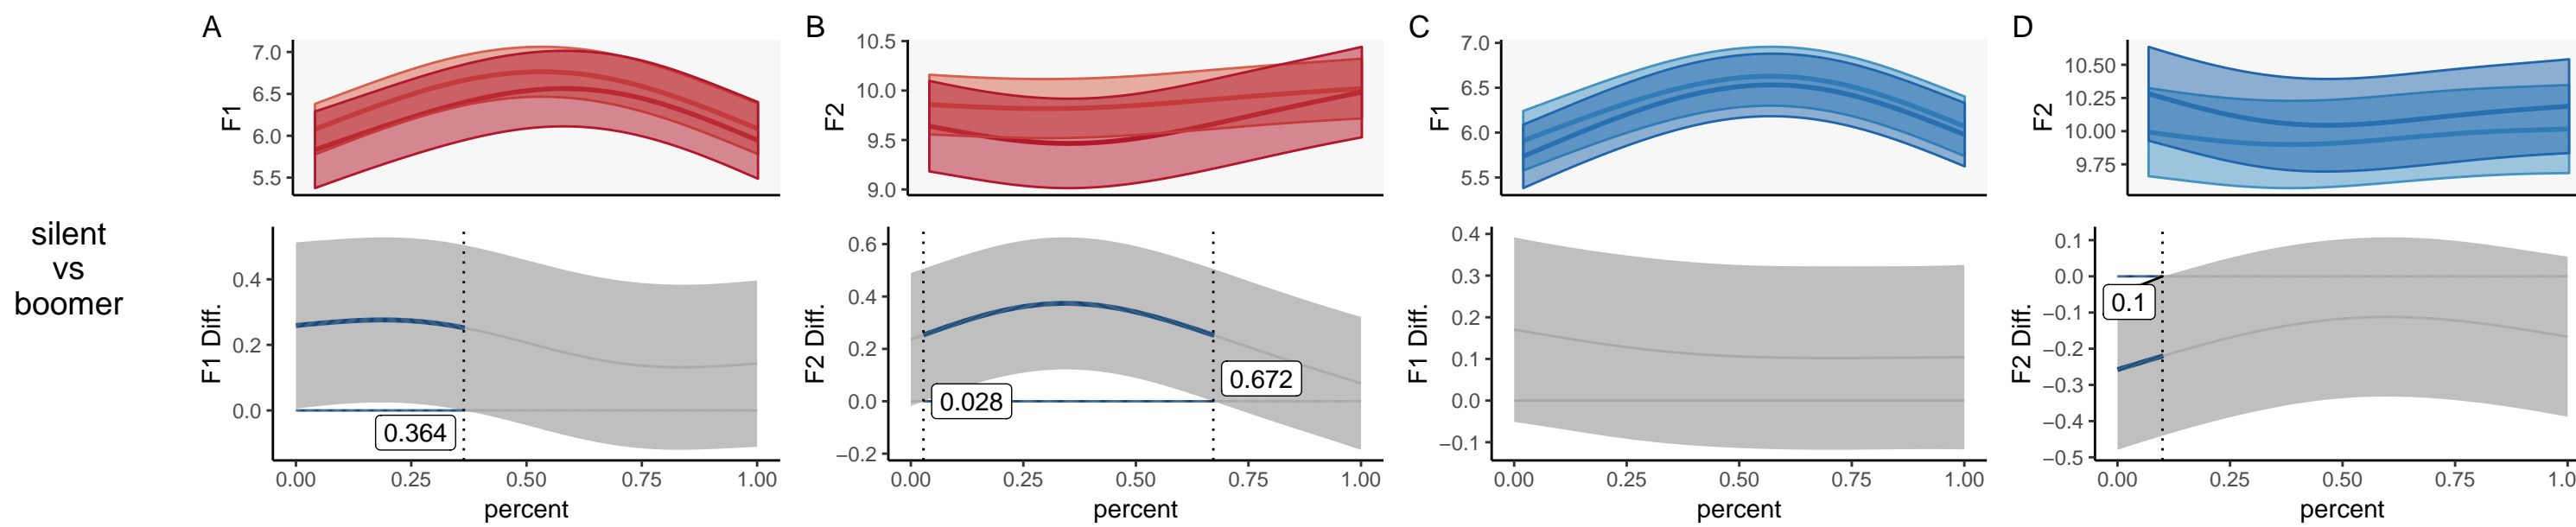 A
7.0
6.5
6.0
5.5
F1
B
10.5
10.0
9.5
9.0
F2
C
7.0
6.5
6.0
5.5
F1
D
10.50
10.25
10.00
9.75
F2
silent
vs
boomer
0.4
0.2
0.0
F1 Diff.
0.364
0.00 0.25 0.50 0.75 1.00
percent
0.6
0.4
0.2
0.0
−0.2
F2 Diff.
0.028
0.672
0.00 0.25 0.50 0.75 1.00
percent
0.4
0.3
0.2
0.1
0.0
−0.1
F1 Diff.
0.00 0.25 0.50 0.75 1.00
percent
0.1
0.0
−0.1
−0.2
−0.3
−0.4
−0.5
F2 Diff.
0.1
0.00 0.25 0.50 0.75
percent